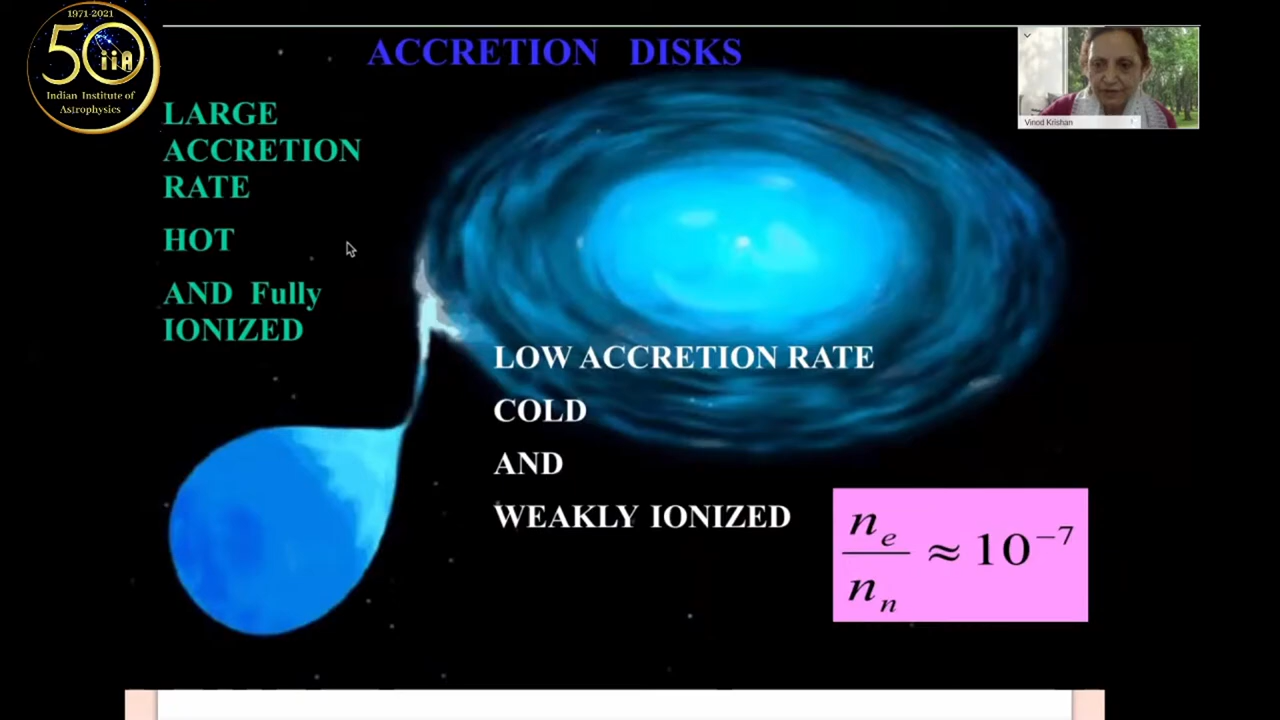 1971-2021
50
iiA
Indian Institute of
Astrophysics
ACCRETION DISKS
Vinod Krishan
LARGE
ACCRETION
RATE
HOT
AND Fully
IONIZED
LOW ACCRETION RATE
COLD
AND
WEAKLY IONIZED
n_e / n_n ≈ 10^{-7}